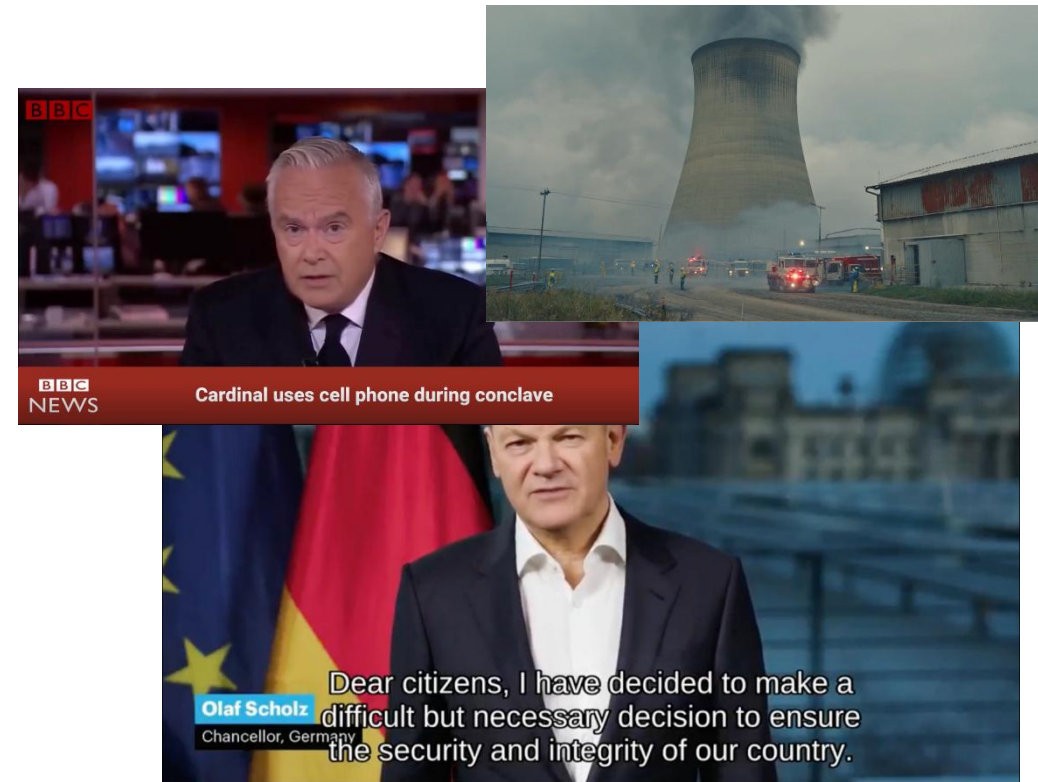 BBC
BBC
NEWS
Cardinal uses cell phone during conclave
Olaf Scholz
Chancellor, Germany
Dear citizens, I have decided to make a
difficult but necessary decision to ensure
the security and integrity of our country.